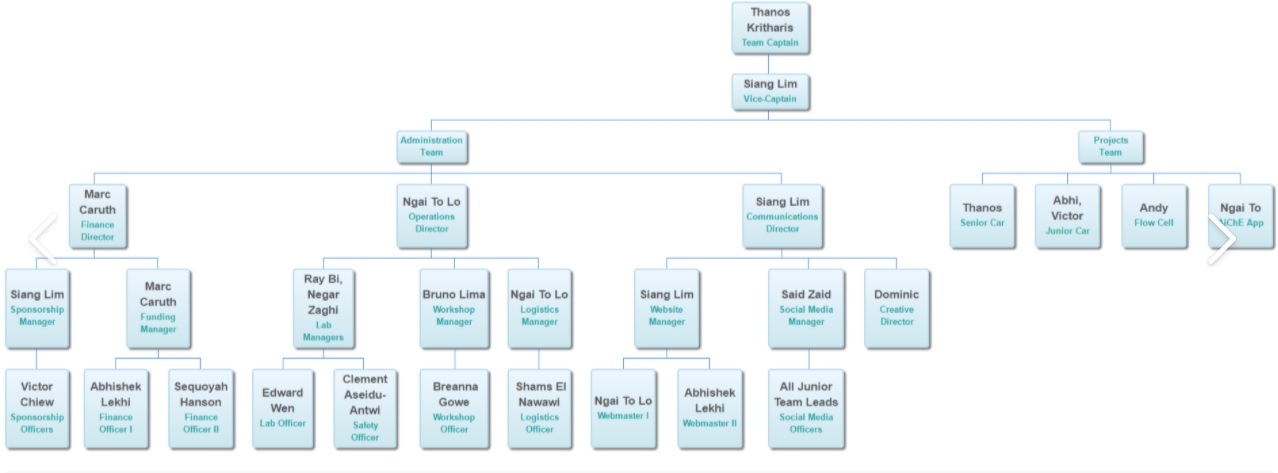 Thanos
Kritharis
Team Captain
Siang Lim
Vice-Captain
Administration
Team
Projects
Team
Marc
Caruth
Finance
Director
Ngai To Lo
Operations
Director
Siang Lim
Communications
Director
Thanos
Senior Car
Abhi,
Victor
Junior Car
Andy
Flow Cell
Ngai To
AiChE App
Siang Lim
Sponsorship
Manager
Marc
Caruth
Funding
Manager
Ray Bi,
Negar
Zaghi
Lab
Managers
Bruno Lima
Workshop
Manager
Ngai To Lo
Logistics
Manager
Siang Lim
Website
Manager
Said Zaid
Social Media
Manager
Dominic
Creative
Director
Victor
Chiew
Sponsorship
Officers
Abhishek
Lekhi
Finance
Officer I
Sequoyah
Hanson
Finance
Officer II
Edward
Wen
Lab Officer
Clement
Aseidu-
Antwi
Safety
Officer
Breanna
Gowe
Workshop
Officer
Shams El
Nawawi
Logistics
Officer
Ngai To Lo
Webmaster I
Abhishek
Lekhi
Webmaster II
All Junior
Team Leads
Social Media
Officers